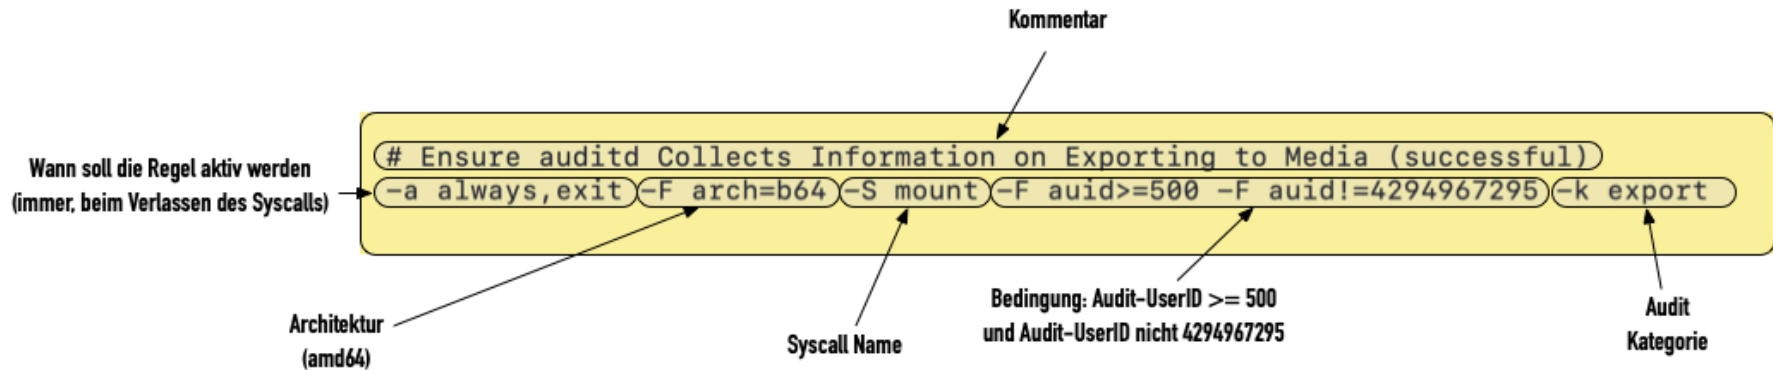 Kommentar
# Ensure auditd Collects Information on Exporting to Media (successful)
Wann soll die Regel aktiv werden
(immer, beim Verlassen des Syscalls)
-a always,exit -F arch=b64 -S mount -F auid>=500 -F auid!=4294967295 -k export
Architektur
(amd64)
Syscall Name
Bedingung: Audit-UserID >= 500
und Audit-UserID nicht 4294967295
Audit
Kategorie